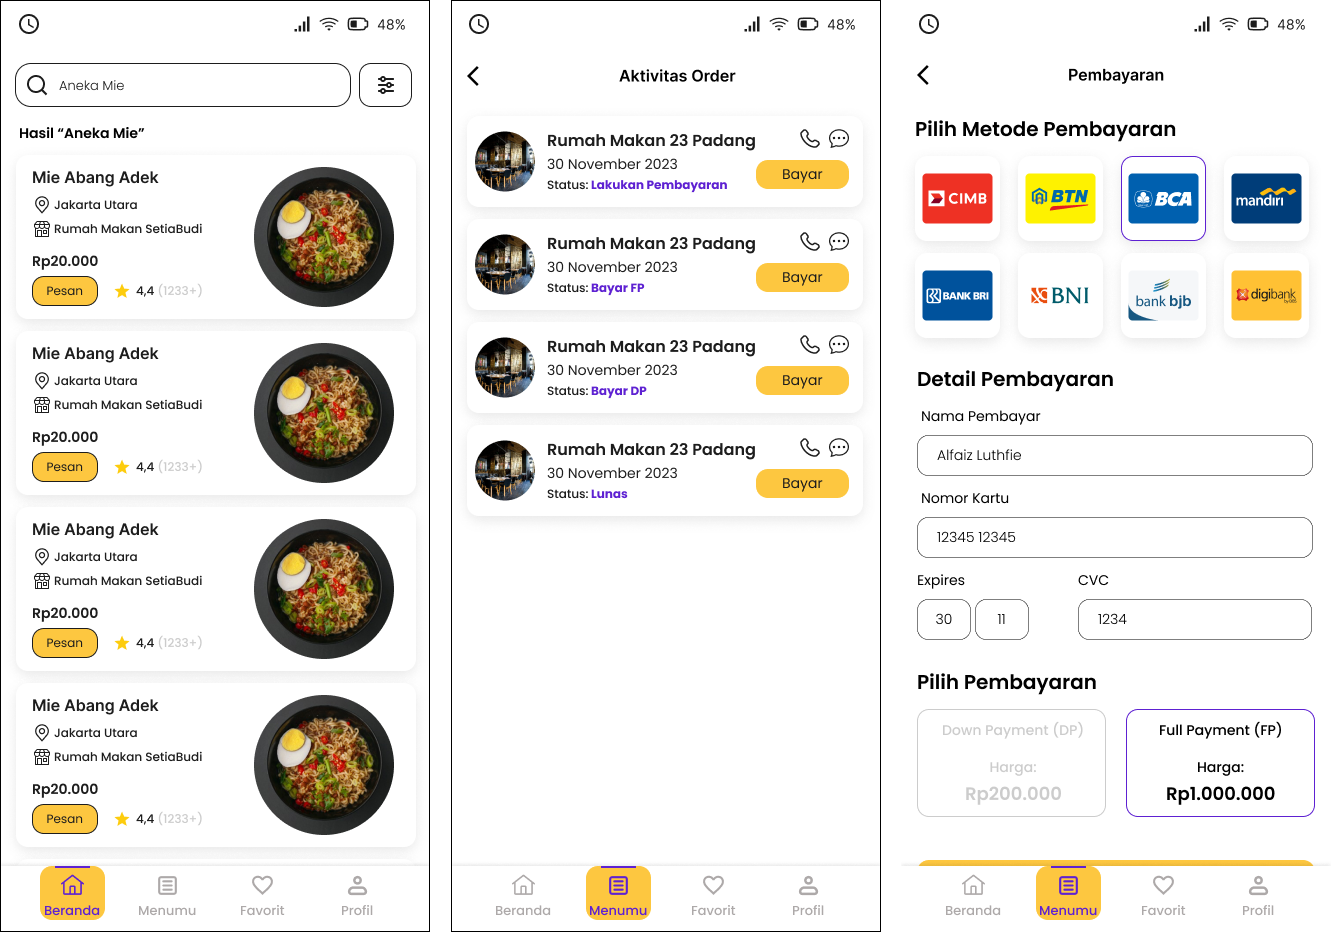 48%
Aneka Mie
Hasil “Aneka Mie”
Mie Abang Adek
Jakarta Utara
Rumah Makan SetiaBudi
Rp20.000
Pesan 4,4 (1233+)
Mie Abang Adek
Jakarta Utara
Rumah Makan SetiaBudi
Rp20.000
Pesan 4,4 (1233+)
Mie Abang Adek
Jakarta Utara
Rumah Makan SetiaBudi
Rp20.000
Pesan 4,4 (1233+)
Mie Abang Adek
Jakarta Utara
Rumah Makan SetiaBudi
Rp20.000
Pesan 4,4 (1233+)
Beranda Menumu Favorit Profil
48%
Aktivitas Order
Rumah Makan 23 Padang
30 November 2023
Status: Lakukan Pembayaran
Bayar
Rumah Makan 23 Padang
30 November 2023
Status: Bayar FP
Bayar
Rumah Makan 23 Padang
30 November 2023
Status: Bayar DP
Bayar
Rumah Makan 23 Padang
30 November 2023
Status: Lunas
Bayar
Beranda Menumu Favorit Profil
48%
Pembayaran
Pilih Metode Pembayaran
CIMB BTN BCA mandiri
BANK BRI BNI bank bjb digibank
Detail Pembayaran
Nama Pembayar
Alfaiz Luthfie
Nomor Kartu
12345 12345
Expires CVC
30 11 1234
Pilih Pembayaran
Down Payment (DP)
Harga:
Rp200.000
Full Payment (FP)
Harga:
Rp1.000.000
Beranda Menumu Favorit Profil